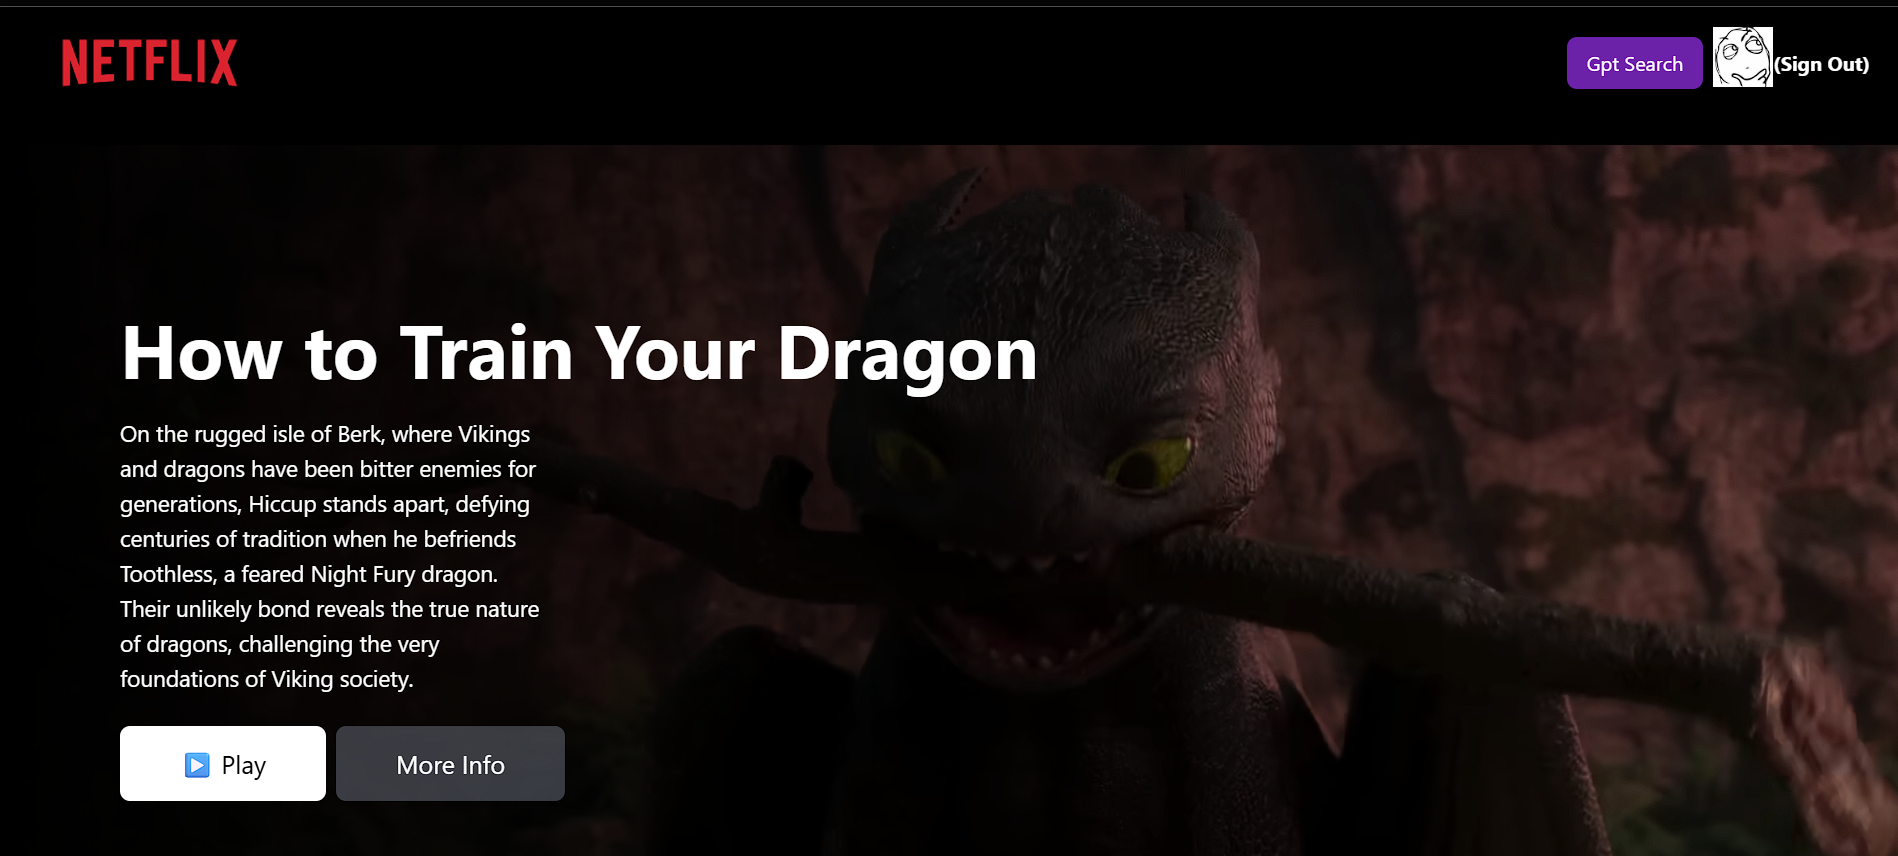 NETFLIX
Gpt Search
(Sign Out)
How to Train Your Dragon
On the rugged isle of Berk, where Vikings
and dragons have been bitter enemies for
generations, Hiccup stands apart, defying
centuries of tradition when he befriends
Toothless, a feared Night Fury dragon.
Their unlikely bond reveals the true nature
of dragons, challenging the very
foundations of Viking society.
Play
More Info